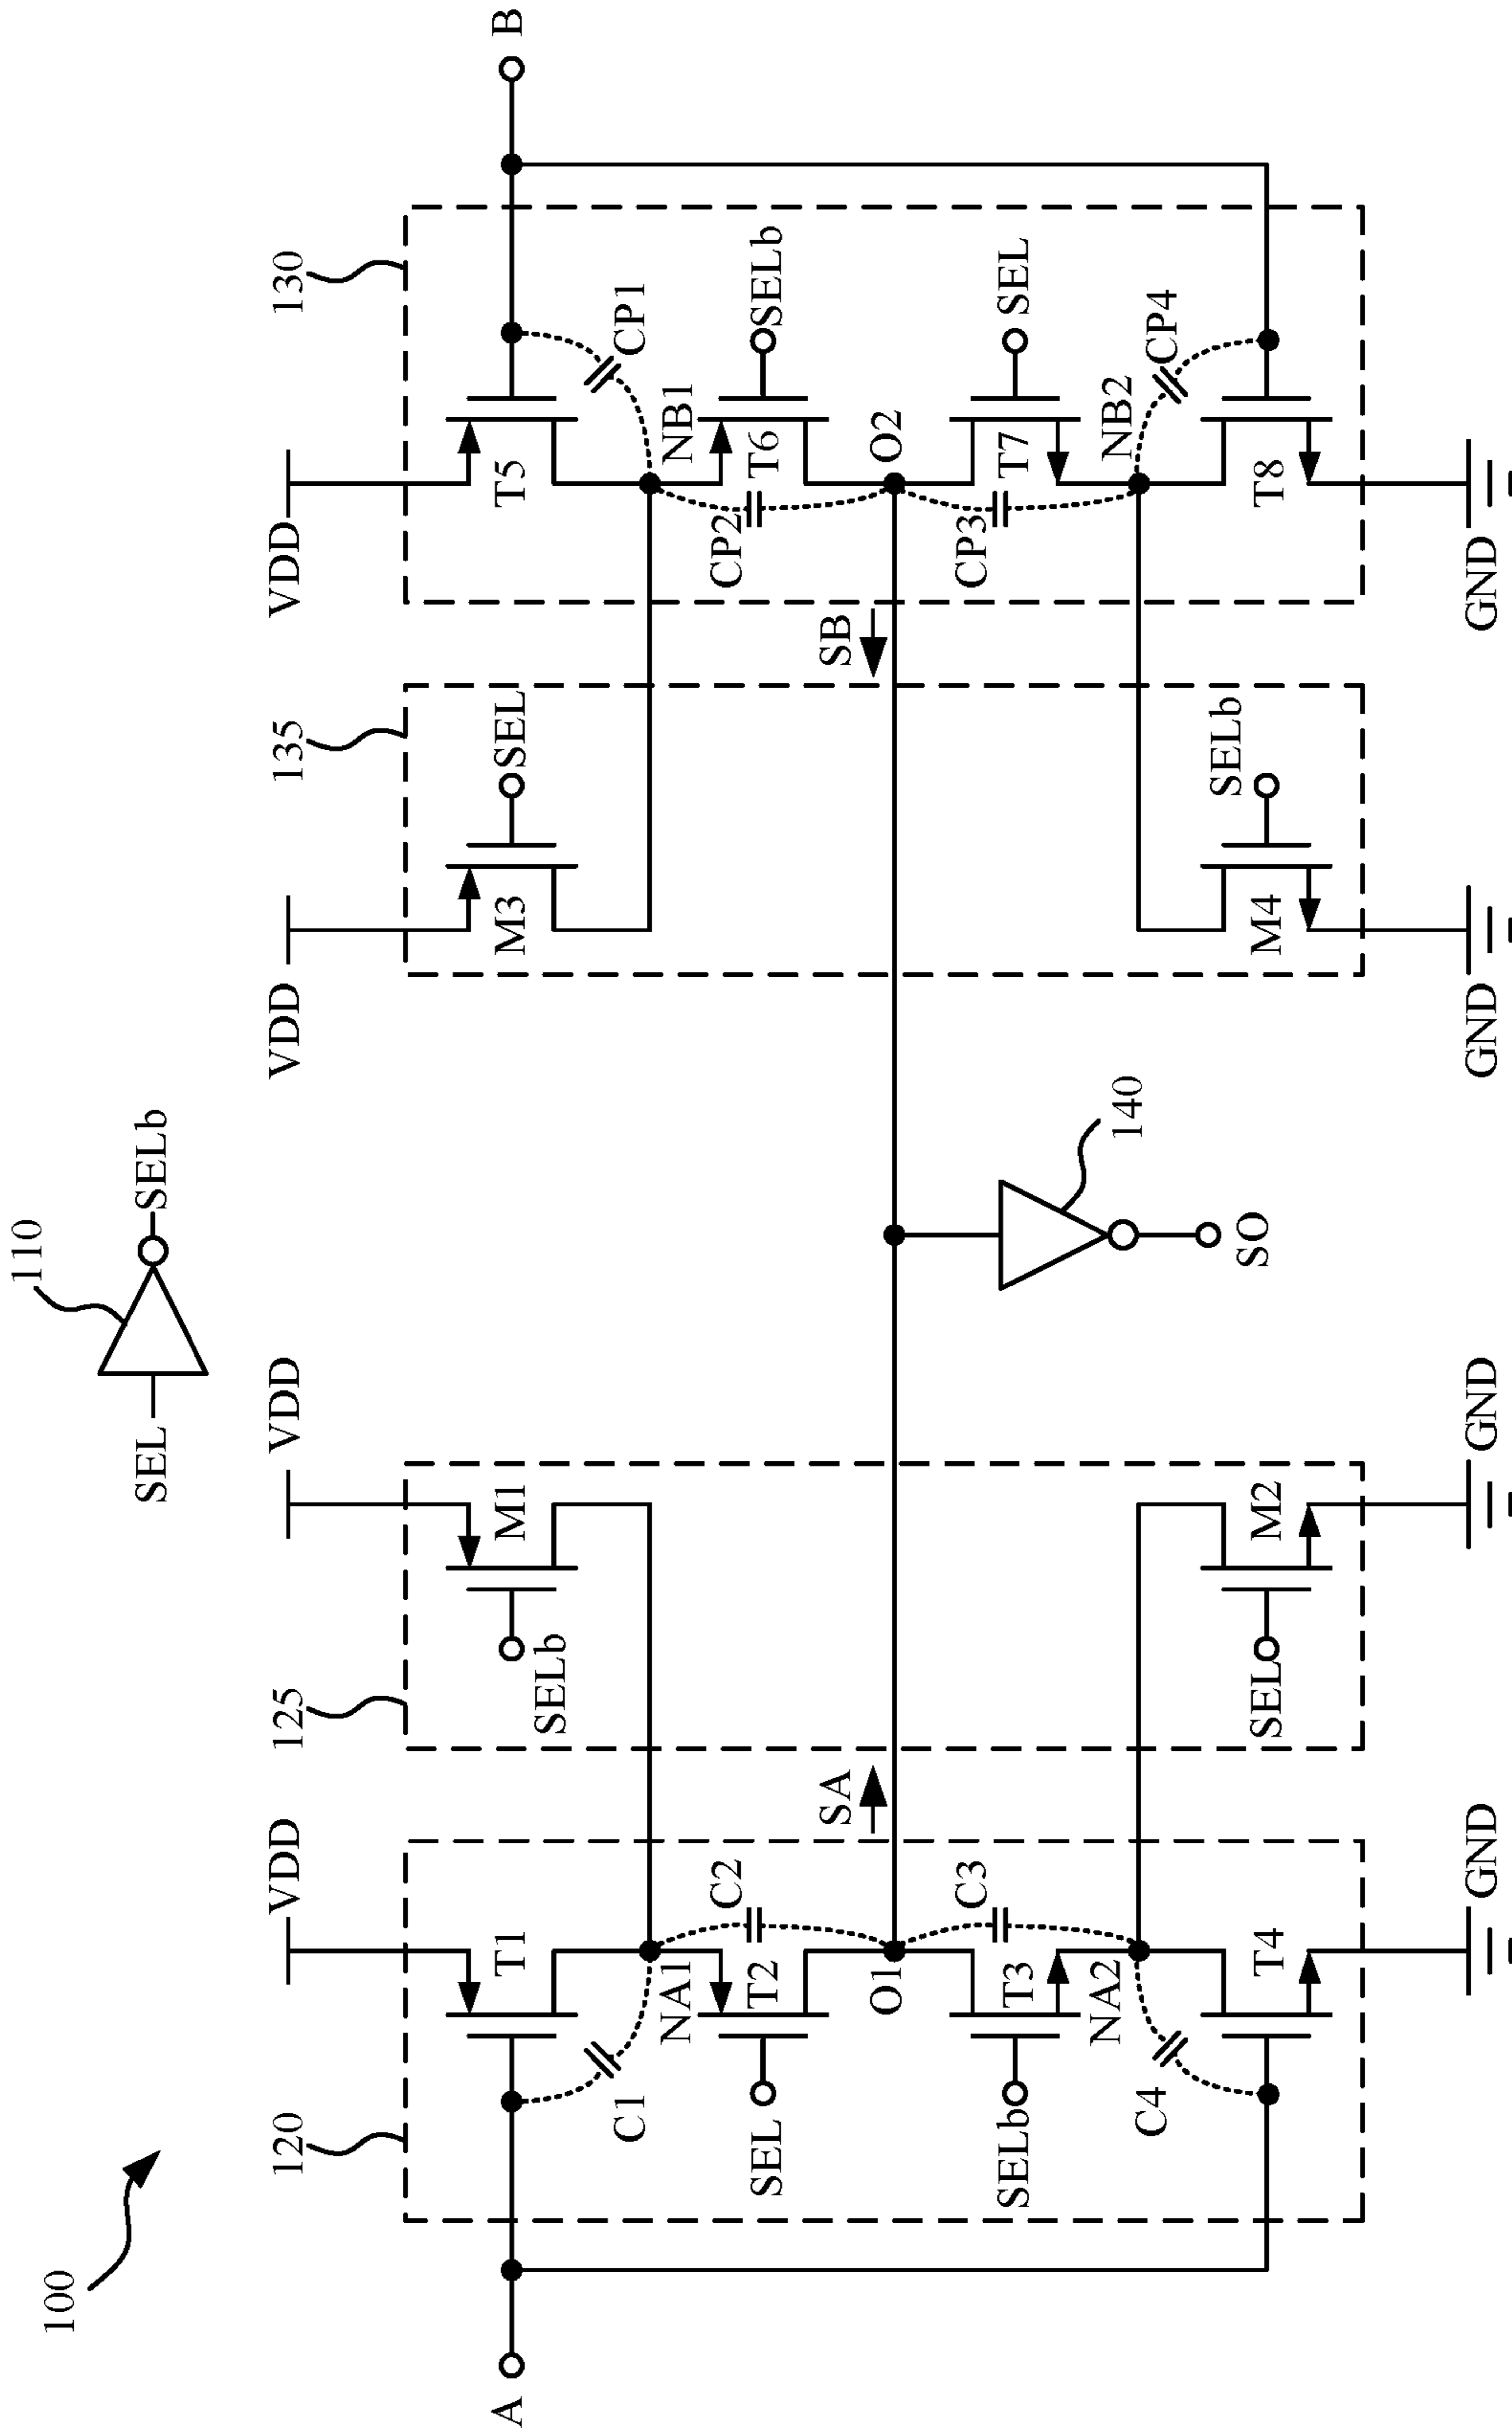 100
110
SEL
SELb
120
VDD
125
VDD
VDD
135
VDD
130
A
T1
M1
SELb
M3
SEL
T5
B
C1
NA1
C2
CP1
NB1
CP2
SEL
T2
T6
SELb
SA
O1
SB
O2
C3
CP3
SELb
T3
T7
SEL
C4
NA2
NB2
CP4
140
T4
SEL
M2
M4
SELb
T8
SO
GND
GND
GND
GND